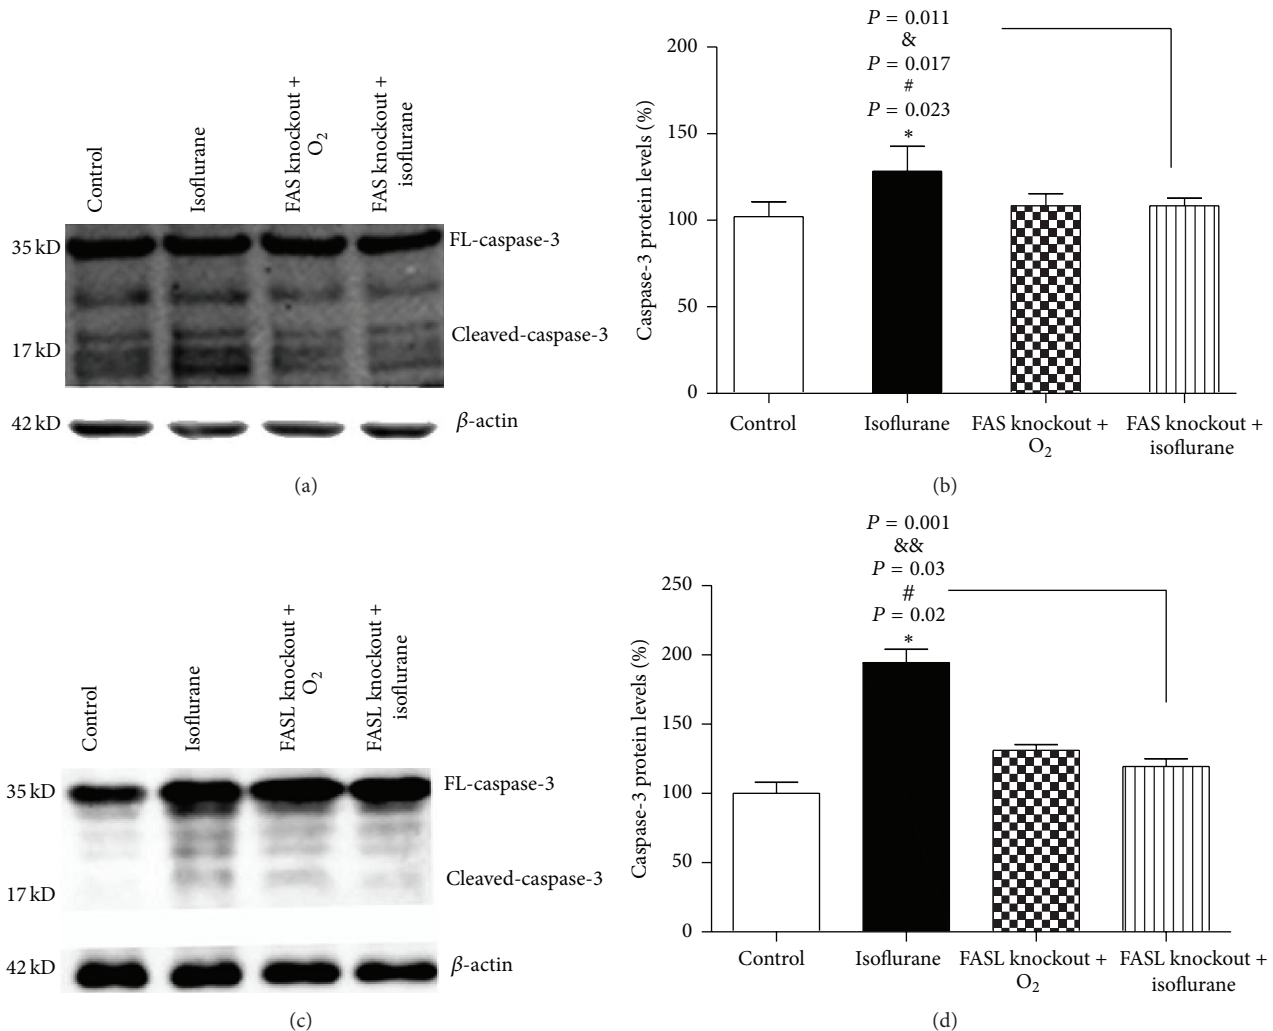 Control
Isoflurane
FAS knockout +
O2
FAS knockout +
isoflurane
35 kD
FL-caspase-3
Cleaved-caspase-3
17 kD
42 kD
β-actin
(a)
P = 0.011
&
P = 0.017
#
P = 0.023
*
Caspase-3 protein levels (%)
200
150
100
50
0
Control
Isoflurane
FAS knockout +
O2
FAS knockout +
isoflurane
(b)
Control
Isoflurane
FASL knockout +
O2
FASL knockout +
isoflurane
35 kD
FL-caspase-3
Cleaved-caspase-3
17 kD
42 kD
β-actin
(c)
P = 0.001
&&
P = 0.03
#
P = 0.02
*
Caspase-3 protein levels (%)
250
200
150
100
50
0
Control
Isoflurane
FASL knockout +
O2
FASL knockout +
isoflurane
(d)